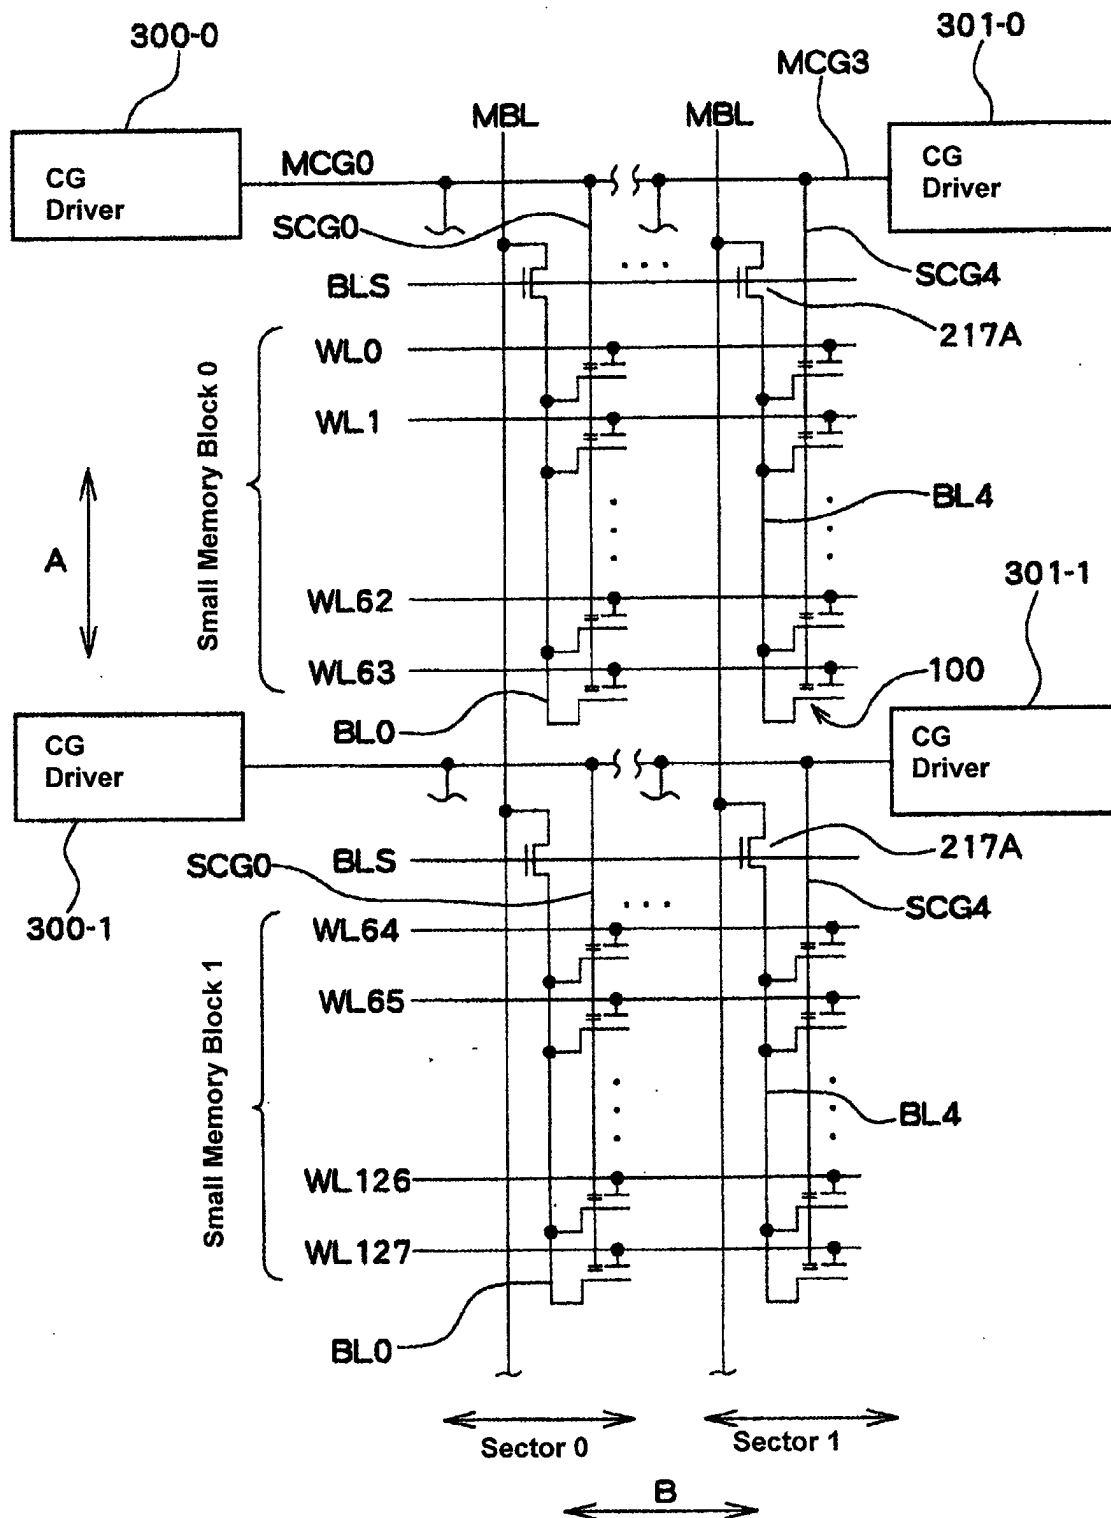 300-0
301-0
MCG3
MBL
MBL
CG
Driver
MCG0
CG
Driver
SCG0
SCG4
BLS
217A
Small Memory Block 0
WL0
WL1
BL4
A
WL62
301-1
WL63
100
BL0
CG
Driver
CG
Driver
SCG0
BLS
217A
SCG4
300-1
WL64
Small Memory Block 1
WL65
BL4
WL126
WL127
BL0
Sector 0
Sector 1
B